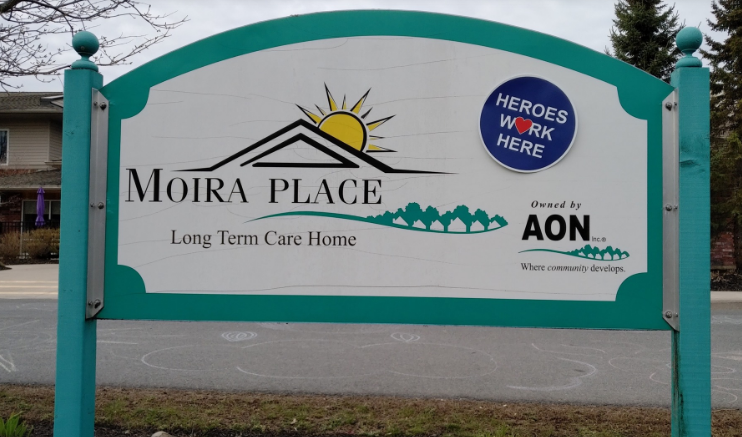 HEROES
WORK
HERE
MOIRA PLACE
Long Term Care Home
Owned by
AON Inc.®
Where community develops.